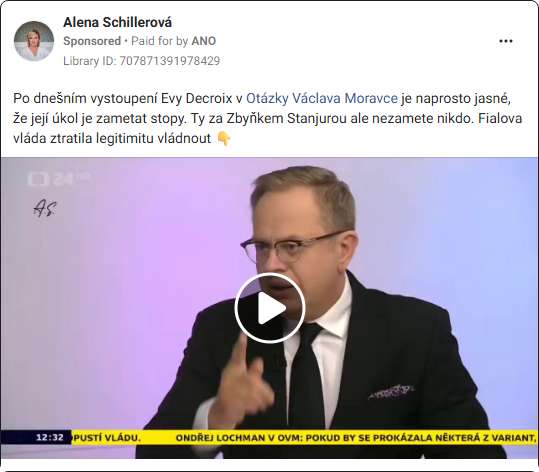 Alena Schillerová
Sponsored • Paid for by ANO
Library ID: 707871391978429
Po dnešním vystoupení Evy Decroix v Otázky Václava Moravce je naprosto jasné,
že její úkol je zametat stopy. Ty za Zbyňkem Stanjurou ale nezamete nikdo. Fialova
vláda ztratila legitimitu vládnout 👇
24
A.S.
12:32 OPUSTÍ VLÁDU. ONDŘEJ LOCHMAN V OVM: POKUD BY SE PROKÁZALA NĚKTERÁ Z VARIANT,